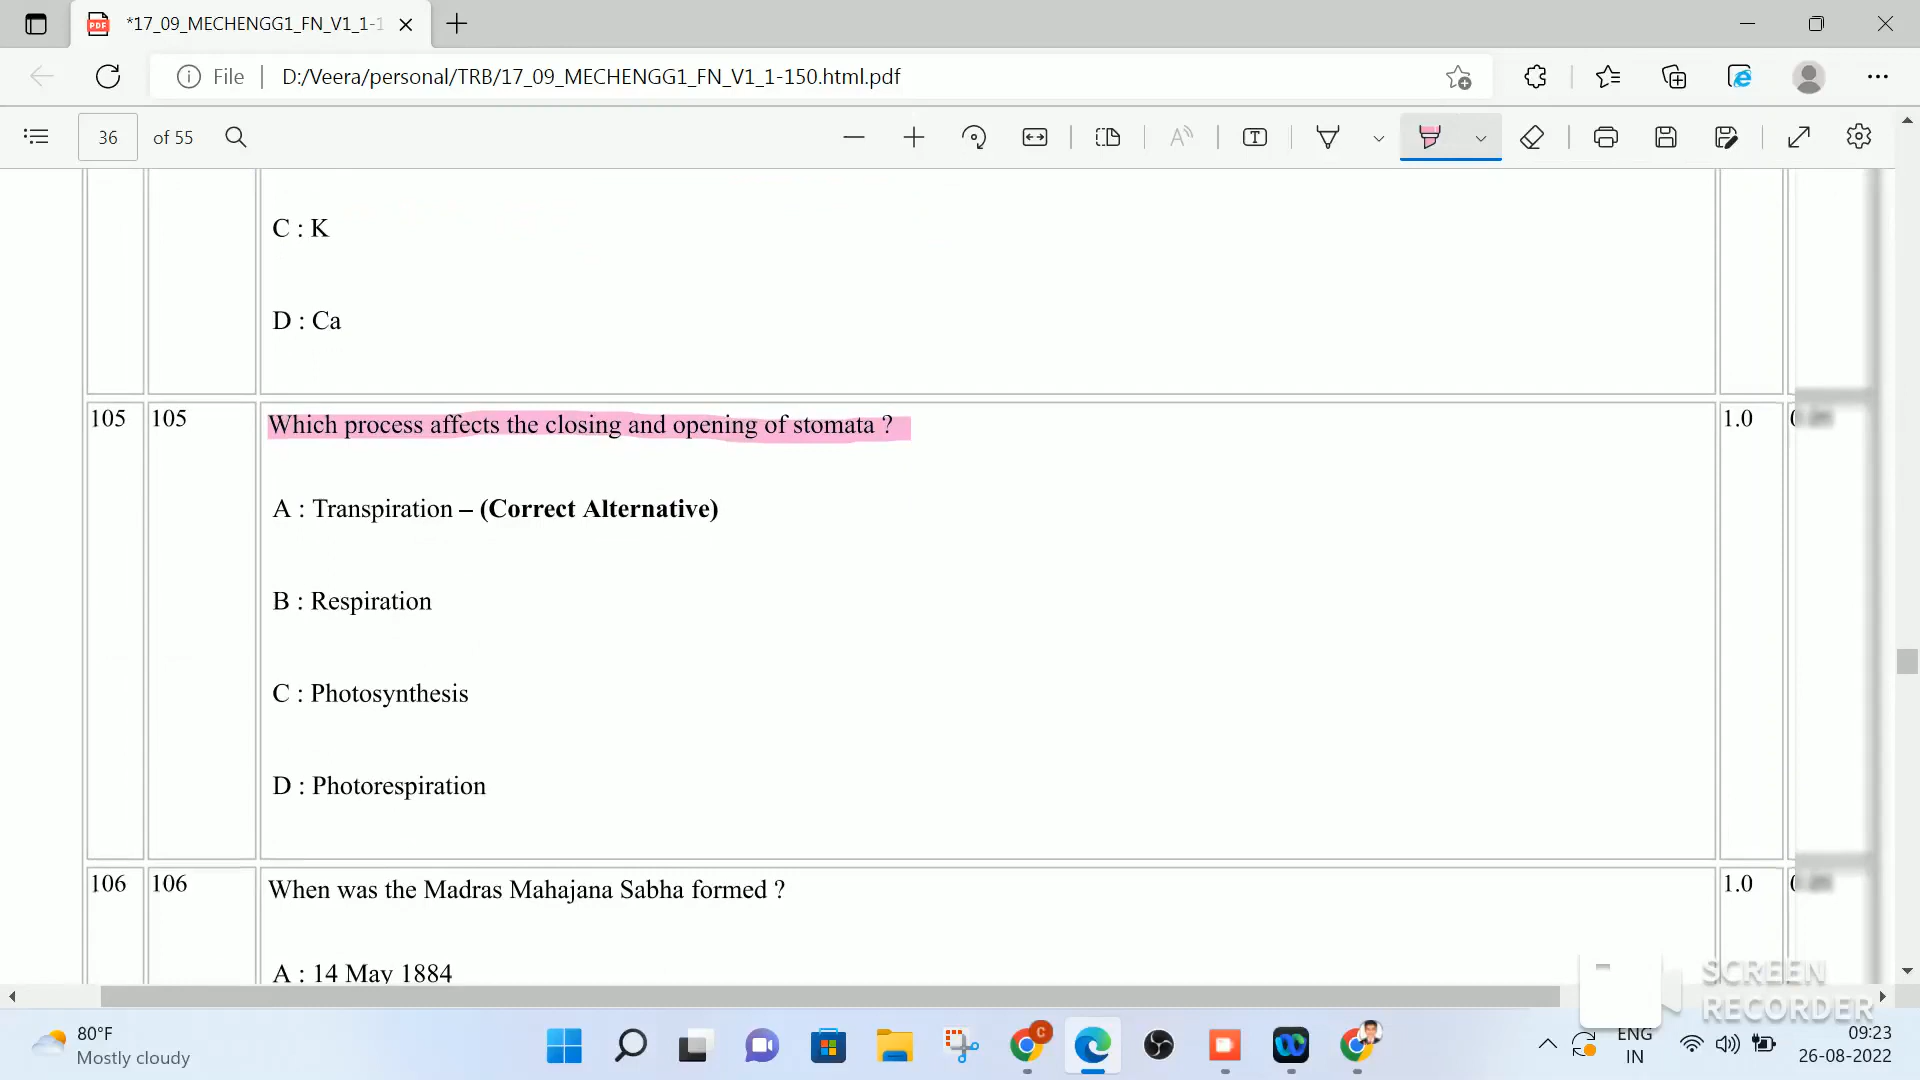 *17_09_MECHENGG1_FN_V1_1-1
File
D:/Veera/personal/TRB/17_09_MECHENGG1_FN_V1_1-150.html.pdf
36 of 55
C : K
D : Ca
105 105 Which process affects the closing and opening of stomata ? 1.0
A : Transpiration – (Correct Alternative)
B : Respiration
C : Photosynthesis
D : Photorespiration
106 106 When was the Madras Mahajana Sabha formed ? 1.0
A : 14 May 1884
SCREEN
RECORDER
80°F
Mostly cloudy
ENG
IN
09:23
26-08-2022